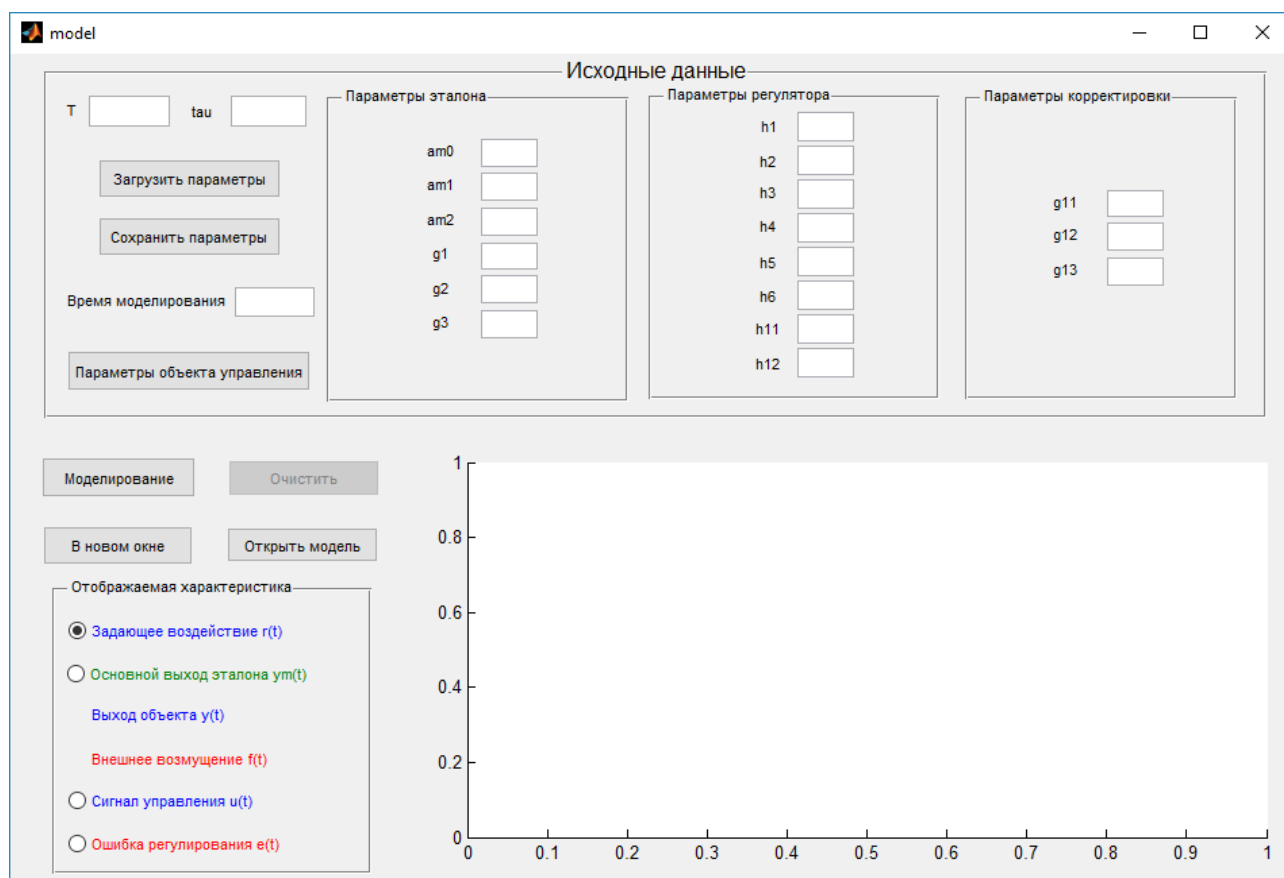 model
Исходные данные
T
tau
Загрузить параметры
Сохранить параметры
Время моделирования
Параметры объекта управления
Параметры эталона
am0
am1
am2
g1
g2
g3
Параметры регулятора
h1
h2
h3
h4
h5
h6
h11
h12
Параметры корректировки
g11
g12
g13
Моделирование
Очистить
В новом окне
Открыть модель
Отображаемая характеристика
Задающее воздействие r(t)
Основной выход эталона ym(t)
Выход объекта y(t)
Внешнее возмущение f(t)
Сигнал управления u(t)
Ошибка регулирования e(t)
1
0.8
0.6
0.4
0.2
0
0 0.1 0.2 0.3 0.4 0.5 0.6 0.7 0.8 0.9 1